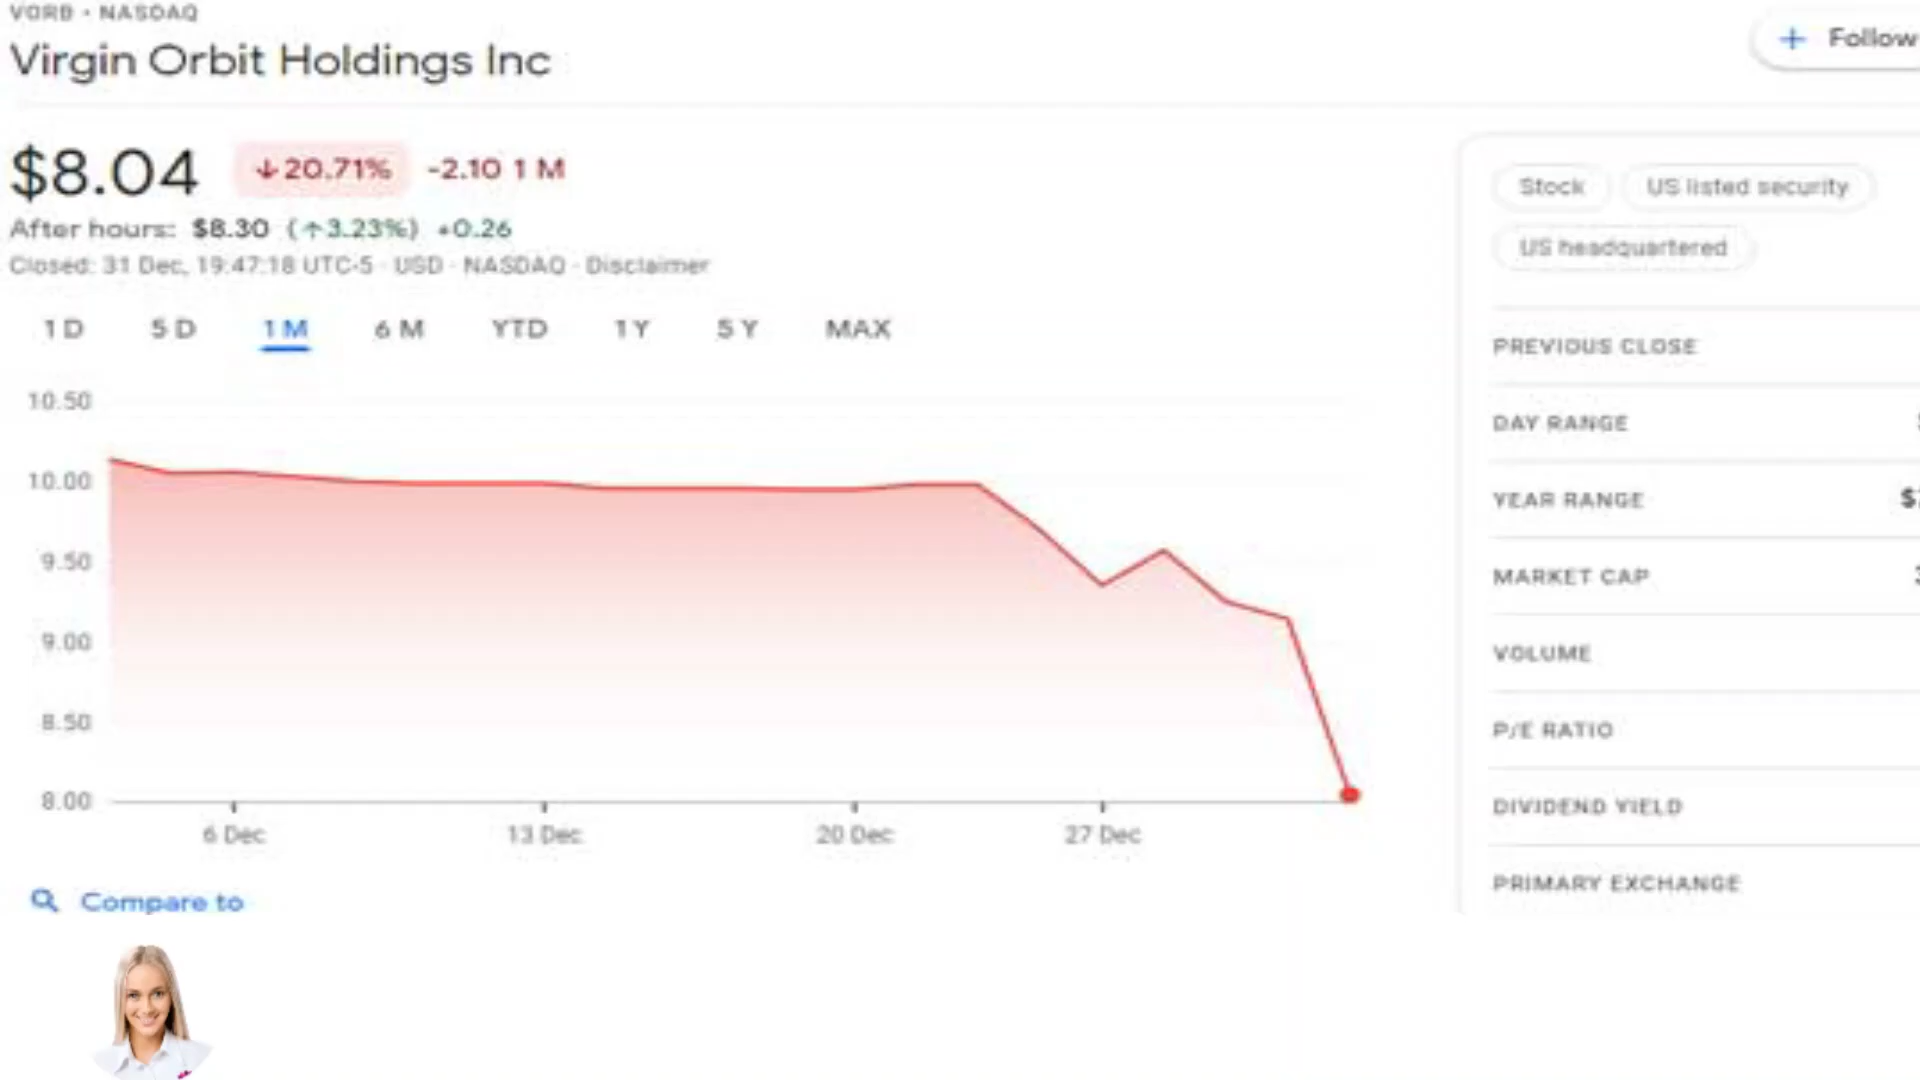 VORB • NASDAQ
Virgin Orbit Holdings Inc
+ Follow
$8.04 ↓20.71% -2.10 1 M
After hours: $8.30 (↑3.23%) +0.26
Closed: 31 Dec, 19:47:18 UTC-5 · USD · NASDAQ · Disclaimer
1 D 5 D 1 M 6 M YTD 1 Y 5 Y MAX
10.50
10.00
9.50
9.00
8.50
8.00
6 Dec 13 Dec 20 Dec 27 Dec
Compare to
Stock US listed security
US headquartered
PREVIOUS CLOSE
DAY RANGE
YEAR RANGE
MARKET CAP
VOLUME
P/E RATIO
DIVIDEND YIELD
PRIMARY EXCHANGE